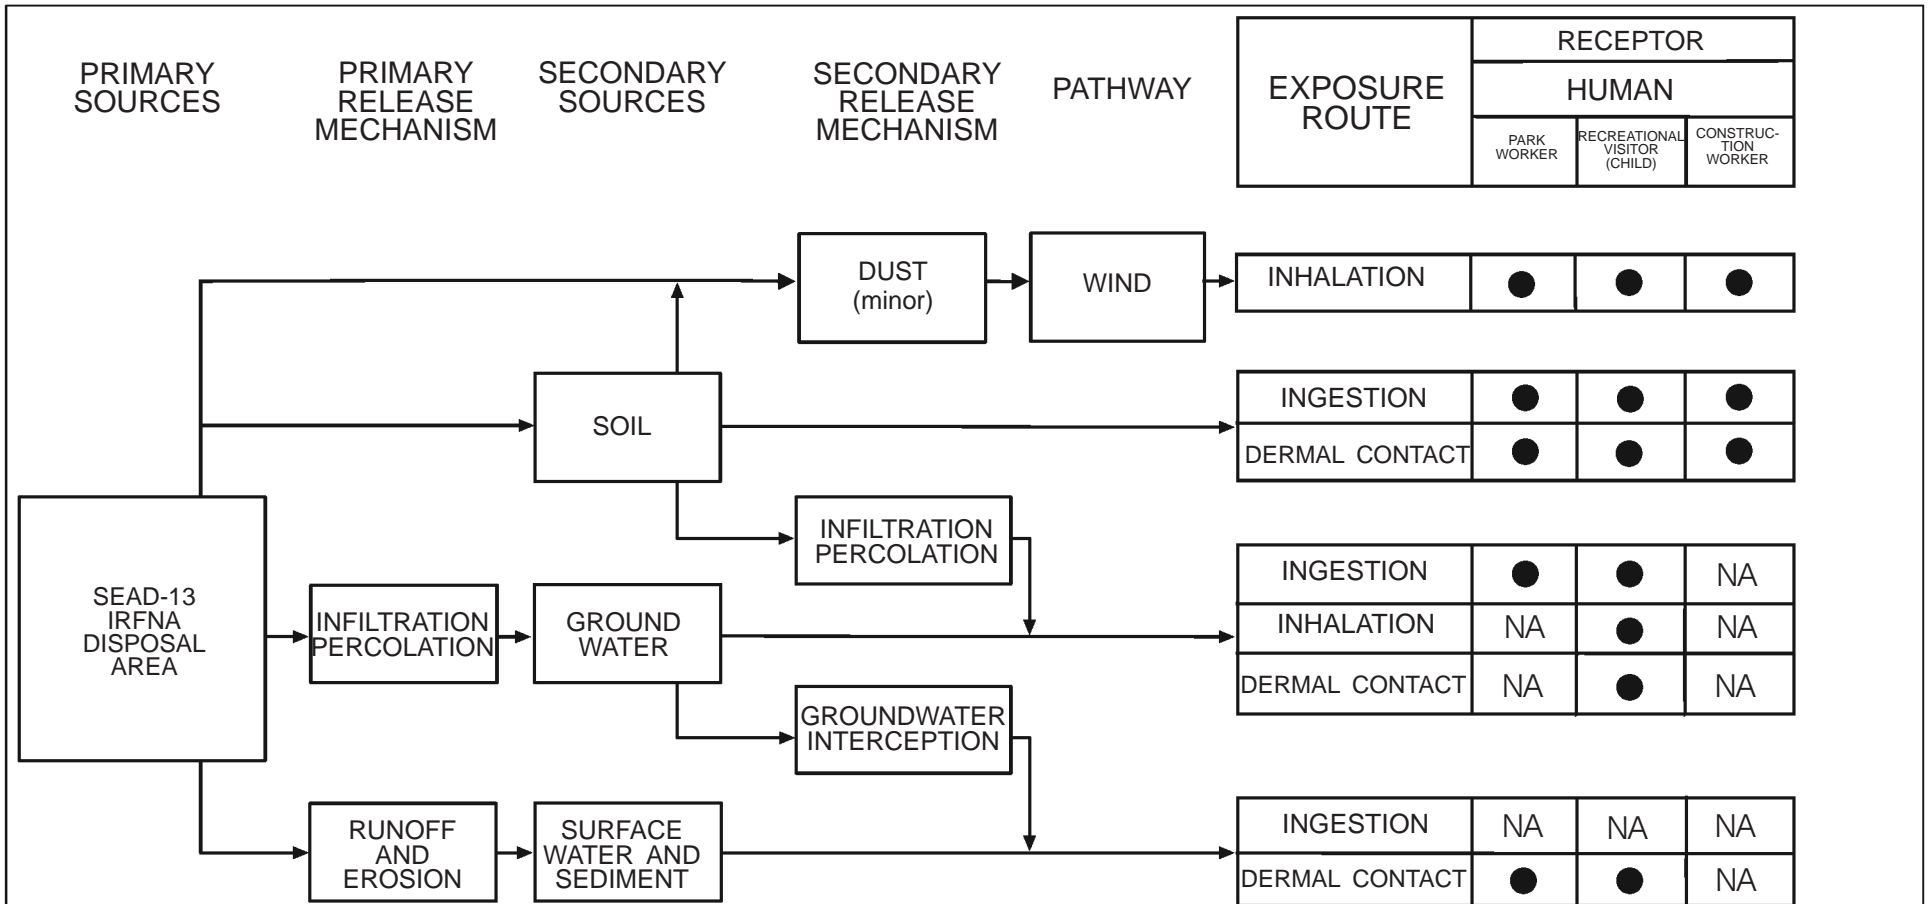 PRIMARY
SOURCES
PRIMARY
RELEASE
MECHANISM
SECONDARY
SOURCES
SECONDARY
RELEASE
MECHANISM
PATHWAY
EXPOSURE
ROUTE
RECEPTOR
HUMAN
PARK
WORKER
RECREATIONAL
VISITOR
(CHILD)
CONSTRUC-
TION
WORKER
DUST
(minor)
WIND
INHALATION
SOIL
INGESTION
DERMAL CONTACT
INFILTRATION
PERCOLATION
SEAD-13
IRFNA
DISPOSAL
AREA
INFILTRATION
PERCOLATION
GROUND
WATER
INGESTION NA
INHALATION NA NA
DERMAL CONTACT NA NA
GROUNDWATER
INTERCEPTION
RUNOFF
AND
EROSION
SURFACE
WATER AND
SEDIMENT
INGESTION NA NA NA
DERMAL CONTACT NA